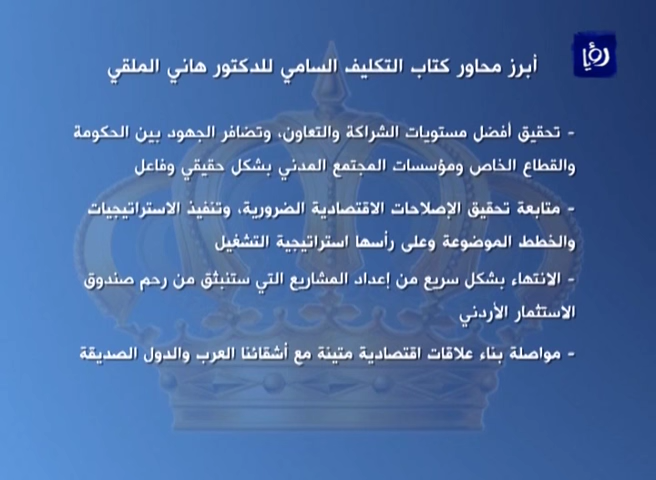 رؤيا
أبرز محاور كتاب التكليف السامي للدكتور هاني الملقي
- تحقيق أفضل مستويات الشراكة والتعاون، وتضافر الجهود بين الحكومة
والقطاع الخاص ومؤسسات المجتمع المدني بشكل حقيقي وفاعل
- متابعة تحقيق الإصلاحات الاقتصادية الضرورية، وتنفيذ الاستراتيجيات
والخطط الموضوعة وعلى رأسها استراتيجية التشغيل
- الانتهاء بشكل سريع من إعداد المشاريع التي ستنبثق من رحم صندوق
الاستثمار الأردني
- مواصلة بناء علاقات اقتصادية متينة مع أشقائنا العرب والدول الصديقة